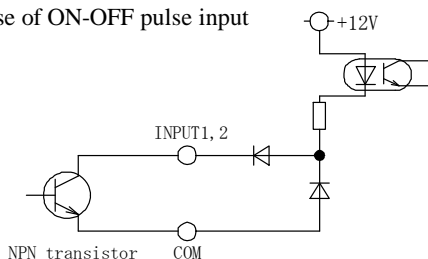 se of ON-OFF pulse input
+12V
INPUT1, 2
NPN transistor COM